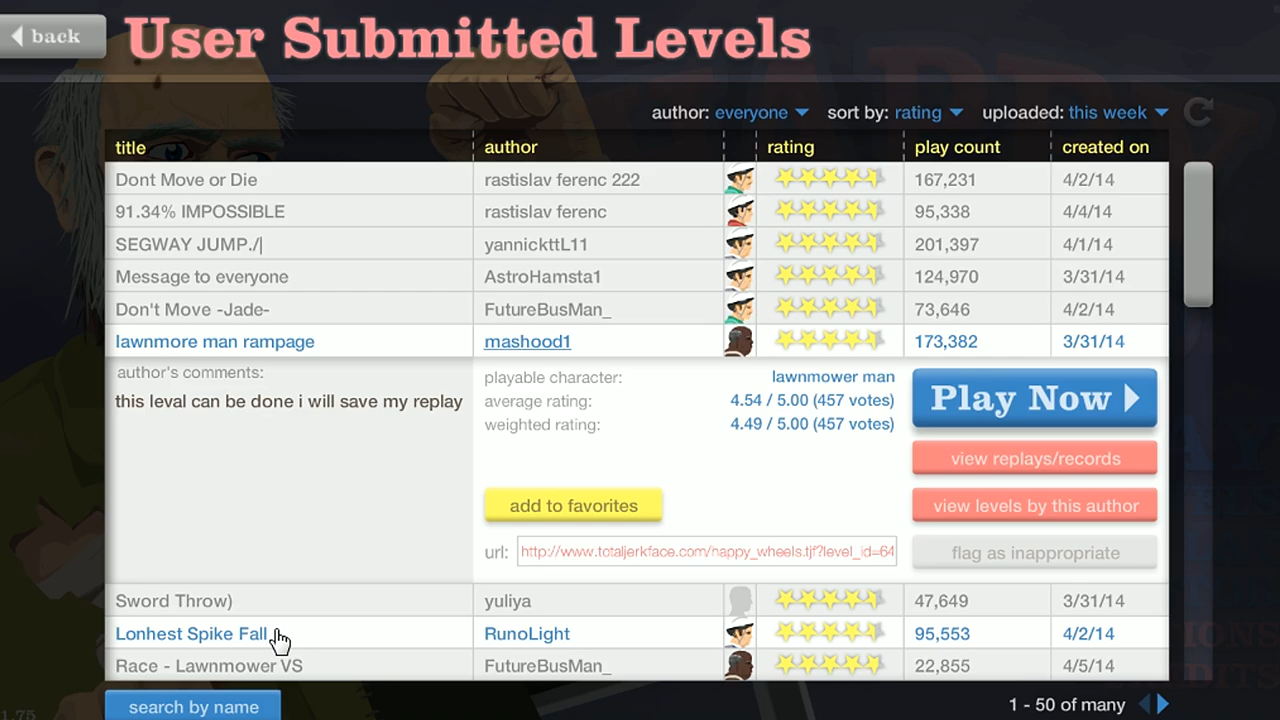 back
User Submitted Levels
author: everyone sort by: rating uploaded: this week
title author rating play count created on
Dont Move or Die rastislav ferenc 222 167,231 4/2/14
91.34% IMPOSSIBLE rastislav ferenc 95,338 4/4/14
SEGWAY JUMP./| yannickttL11 201,397 4/1/14
Message to everyone AstroHamsta1 124,970 3/31/14
Don't Move -Jade- FutureBusMan_ 73,646 4/2/14
lawnmore man rampage mashood1 173,382 3/31/14
author's comments:
this leval can be done i will save my replay
playable character: lawnmower man
average rating: 4.54 / 5.00 (457 votes)
weighted rating: 4.49 / 5.00 (457 votes)
add to favorites
url: http://www.totaljerkface.com/happy_wheels.tjf?level_id=64
Play Now
view replays/records
view levels by this author
flag as inappropriate
Sword Throw) yuliya 47,649 3/31/14
Lonhest Spike Fall RunoLight 95,553 4/2/14
Race - Lawnmower VS FutureBusMan_ 22,855 4/5/14
search by name
1 - 50 of many
1.75